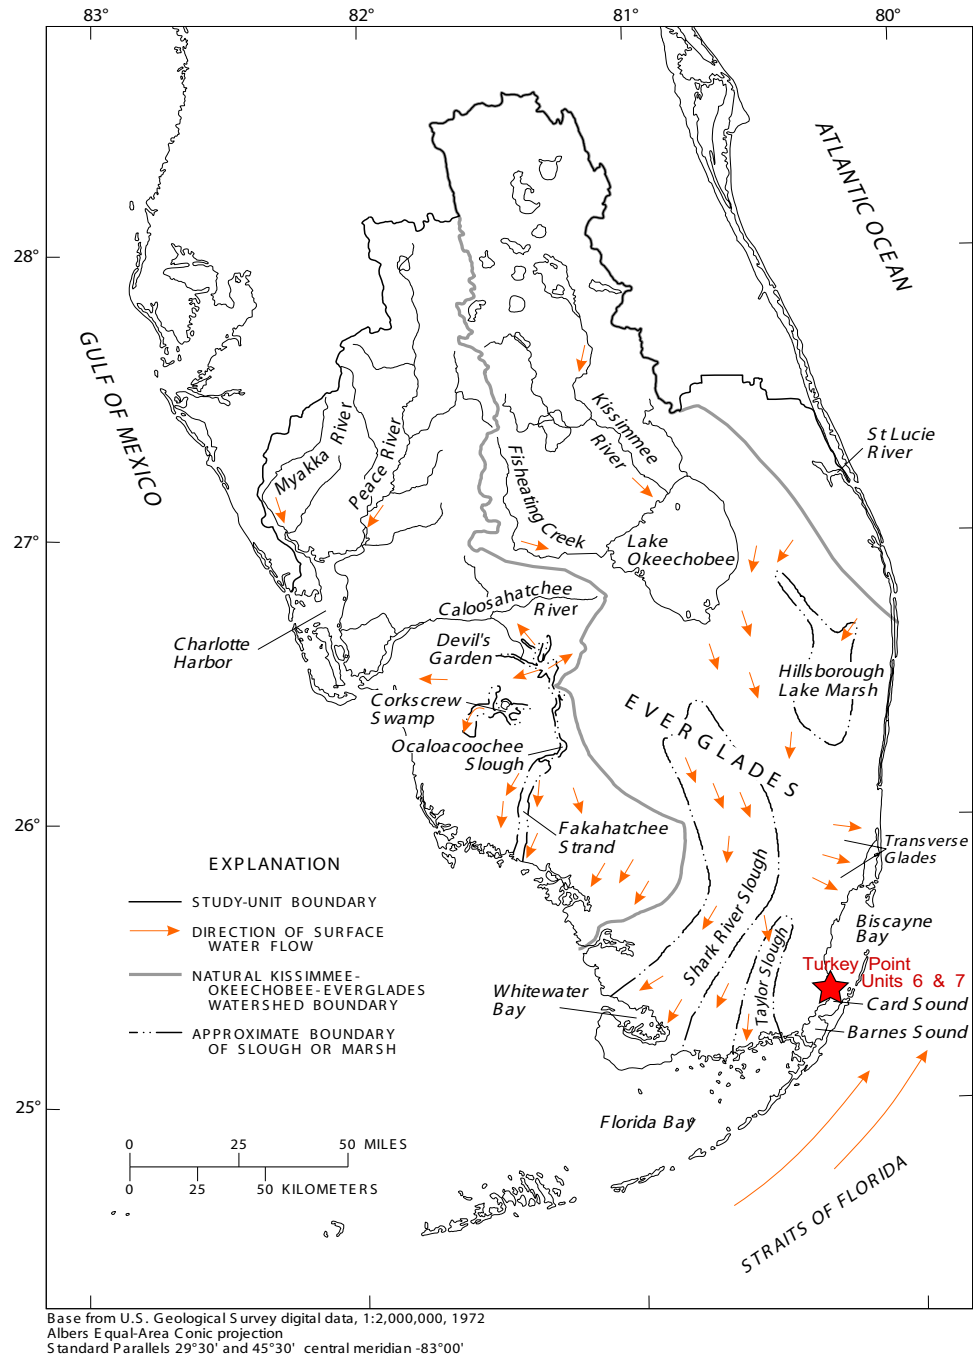 83°
82°
81°
80°
ATLANTIC OCEAN
28°
GULF OF MEXICO
Kissimmee
River
St Lucie
River
Myakka River
Peace River
Fisheating Creek
27°
Lake
Okeechobee
Caloosahatchee
River
Charlotte
Harbor
Devil's
Garden
Hillsborough
Lake Marsh
Corkscrew
Swamp
EVERGLADES
Ocaloacoochee
Slough
26°
Fakahatchee
Strand
Transverse
Glades
EXPLANATION
STUDY-UNIT BOUNDARY
DIRECTION OF SURFACE
WATER FLOW
NATURAL KISSIMMEE-
OKEECHOBEE-EVERGLADES
WATERSHED BOUNDARY
APPROXIMATE BOUNDARY
OF SLOUGH OR MARSH
Shark River Slough
Taylor Slough
Biscayne
Bay
Turkey Point
Units 6 & 7
Whitewater
Bay
Card Sound
Barnes Sound
25°
Florida Bay
0 25 50 MILES
0 25 50 KILOMETERS
STRAITS OF FLORIDA
Base from U.S. Geological Survey digital data, 1:2,000,000, 1972
Albers Equal-Area Conic projection
Standard Parallels 29°30' and 45°30' central meridian -83°00'